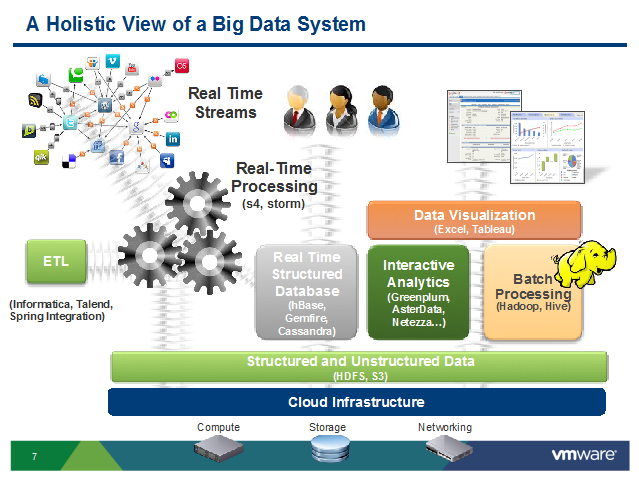 A Holistic View of a Big Data System
Real Time
Streams
Real-Time
Processing
(s4, storm)
Data Visualization
(Excel, Tableau)
ETL
(Informatica, Talend,
Spring Integration)
Real Time
Structured
Database
(hBase,
Gemfire,
Cassandra)
Interactive
Analytics
(Greenplum,
AsterData,
Netezza...)
Batch
Processing
(Hadoop, Hive)
Structured and Unstructured Data
(HDFS, S3)
Cloud Infrastructure
Compute
Storage
Networking
7
vmware®